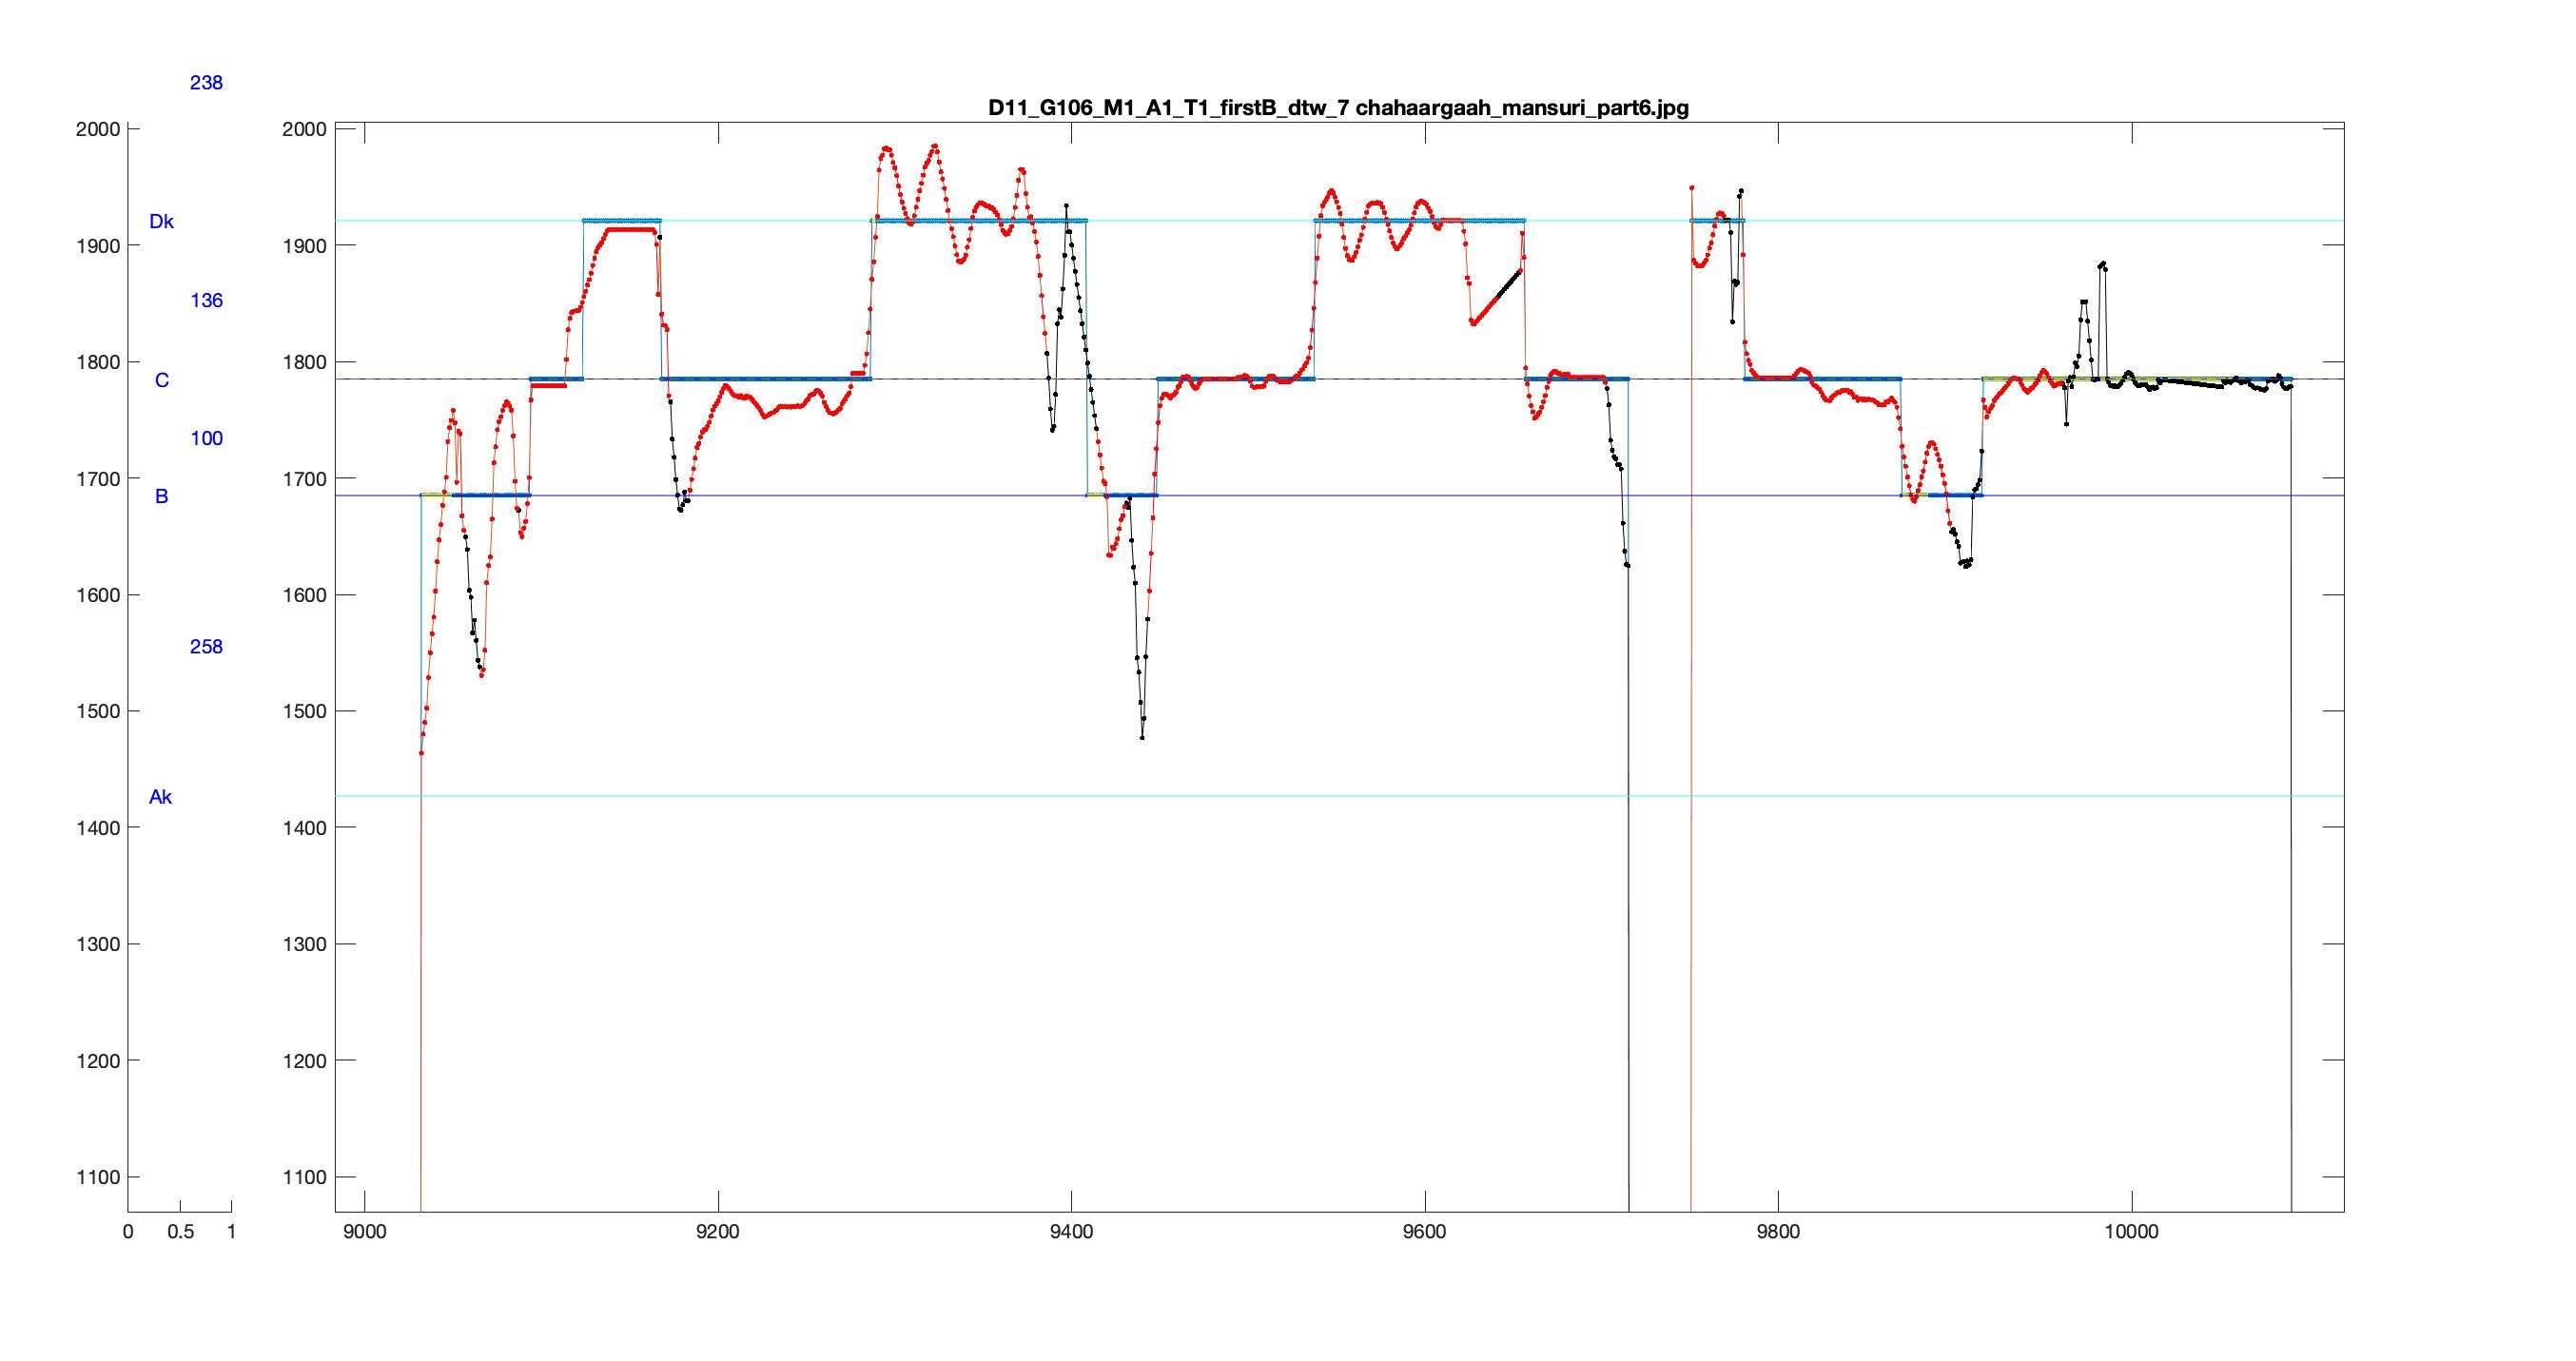 238
D11_G106_M1_A1_T1_firstB_dtw_7 chahaargaah_mansuri_part6.jpg
2000 2000
Dk
1900 1900
136
1800 1800
C
100
1700 1700
B
1600 1600
258
1500 1500
Ak
1400 1400
1300 1300
1200 1200
1100 1100
0 0.5 1 9000 9200 9400 9600 9800 10000